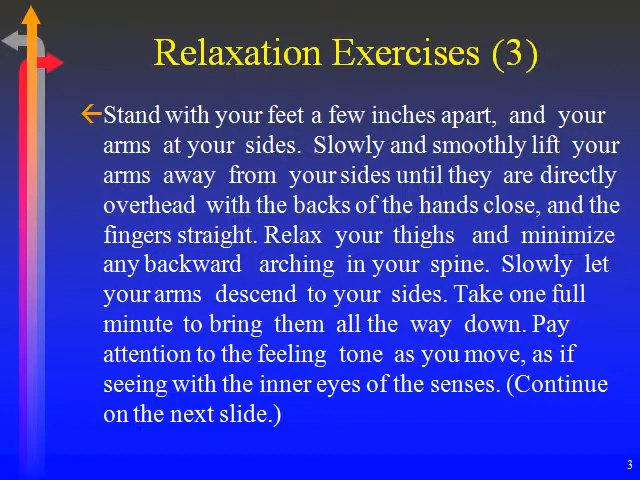 Relaxation Exercises (3)
Stand with your feet a few inches apart, and your
arms at your sides. Slowly and smoothly lift your
arms away from your sides until they are directly
overhead with the backs of the hands close, and the
fingers straight. Relax your thighs and minimize
any backward arching in your spine. Slowly let
your arms descend to your sides. Take one full
minute to bring them all the way down. Pay
attention to the feeling tone as you move, as if
seeing with the inner eyes of the senses. (Continue
on the next slide.)
3